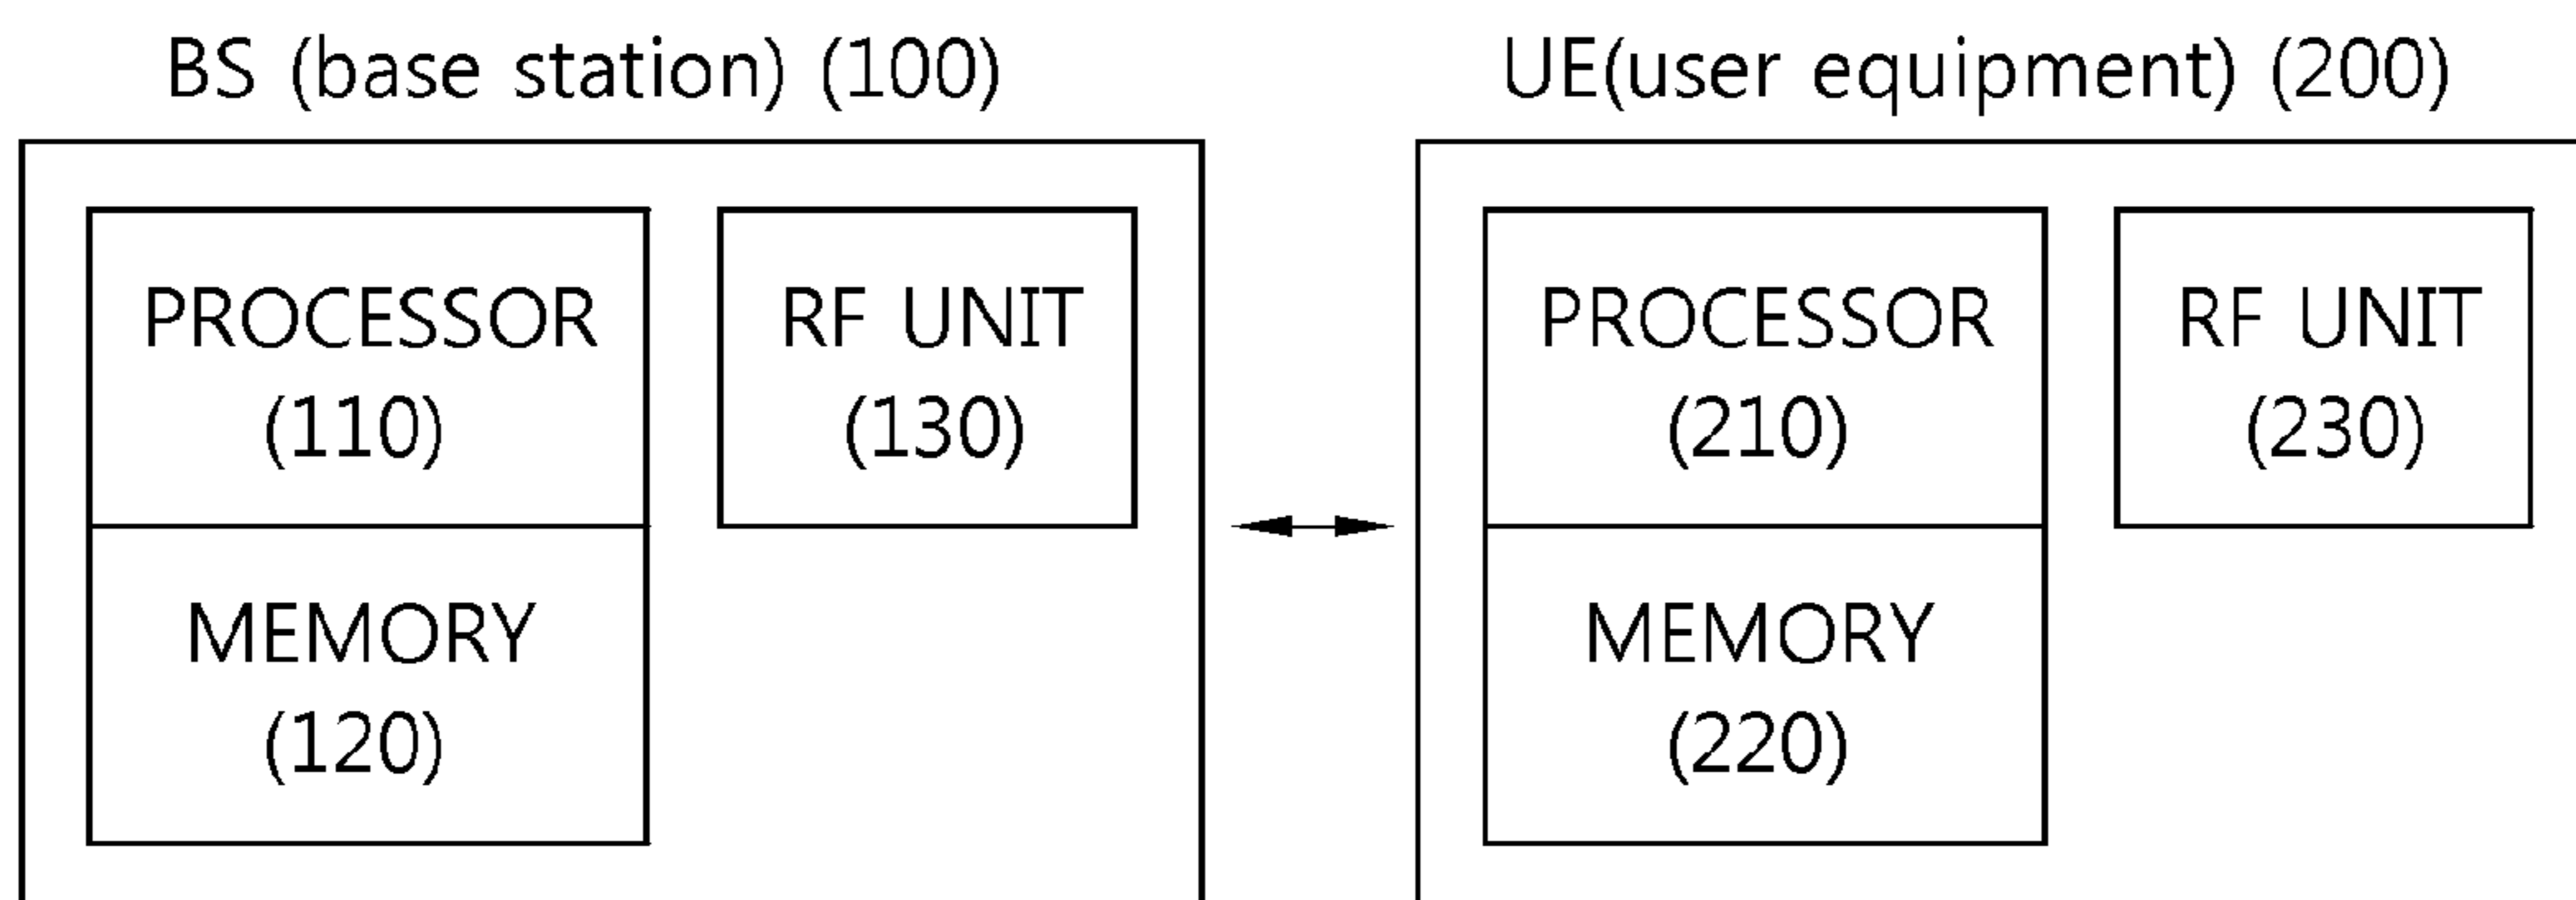 BS (base station) (100)
PROCESSOR
(110)
RF UNIT
(130)
MEMORY
(120)
UE(user equipment) (200)
PROCESSOR
(210)
RF UNIT
(230)
MEMORY
(220)